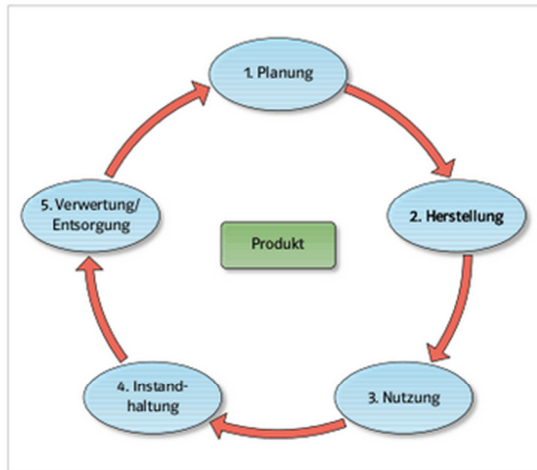 1. Planung
2. Herstellung
3. Nutzung
4. Instand-
haltung
5. Verwertung/
Entsorgung
Produkt